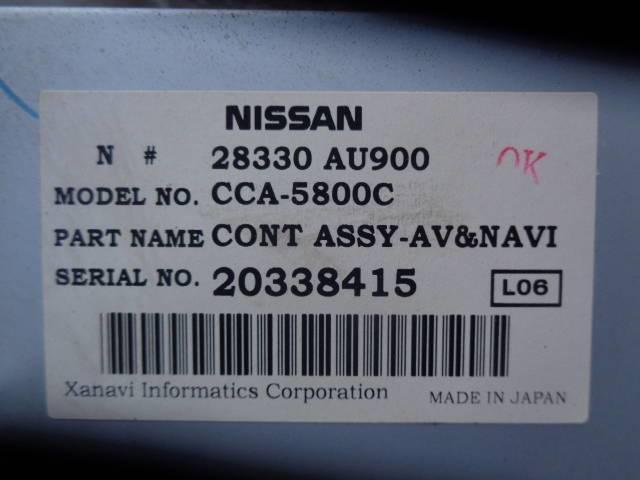 NISSAN
N # 28330 AU900 OK
MODEL NO. CCA-5800C
PART NAME CONT ASSY-AV&NAVI
SERIAL NO. 20338415 L06
Xanavi Informatics Corporation MADE IN JAPAN